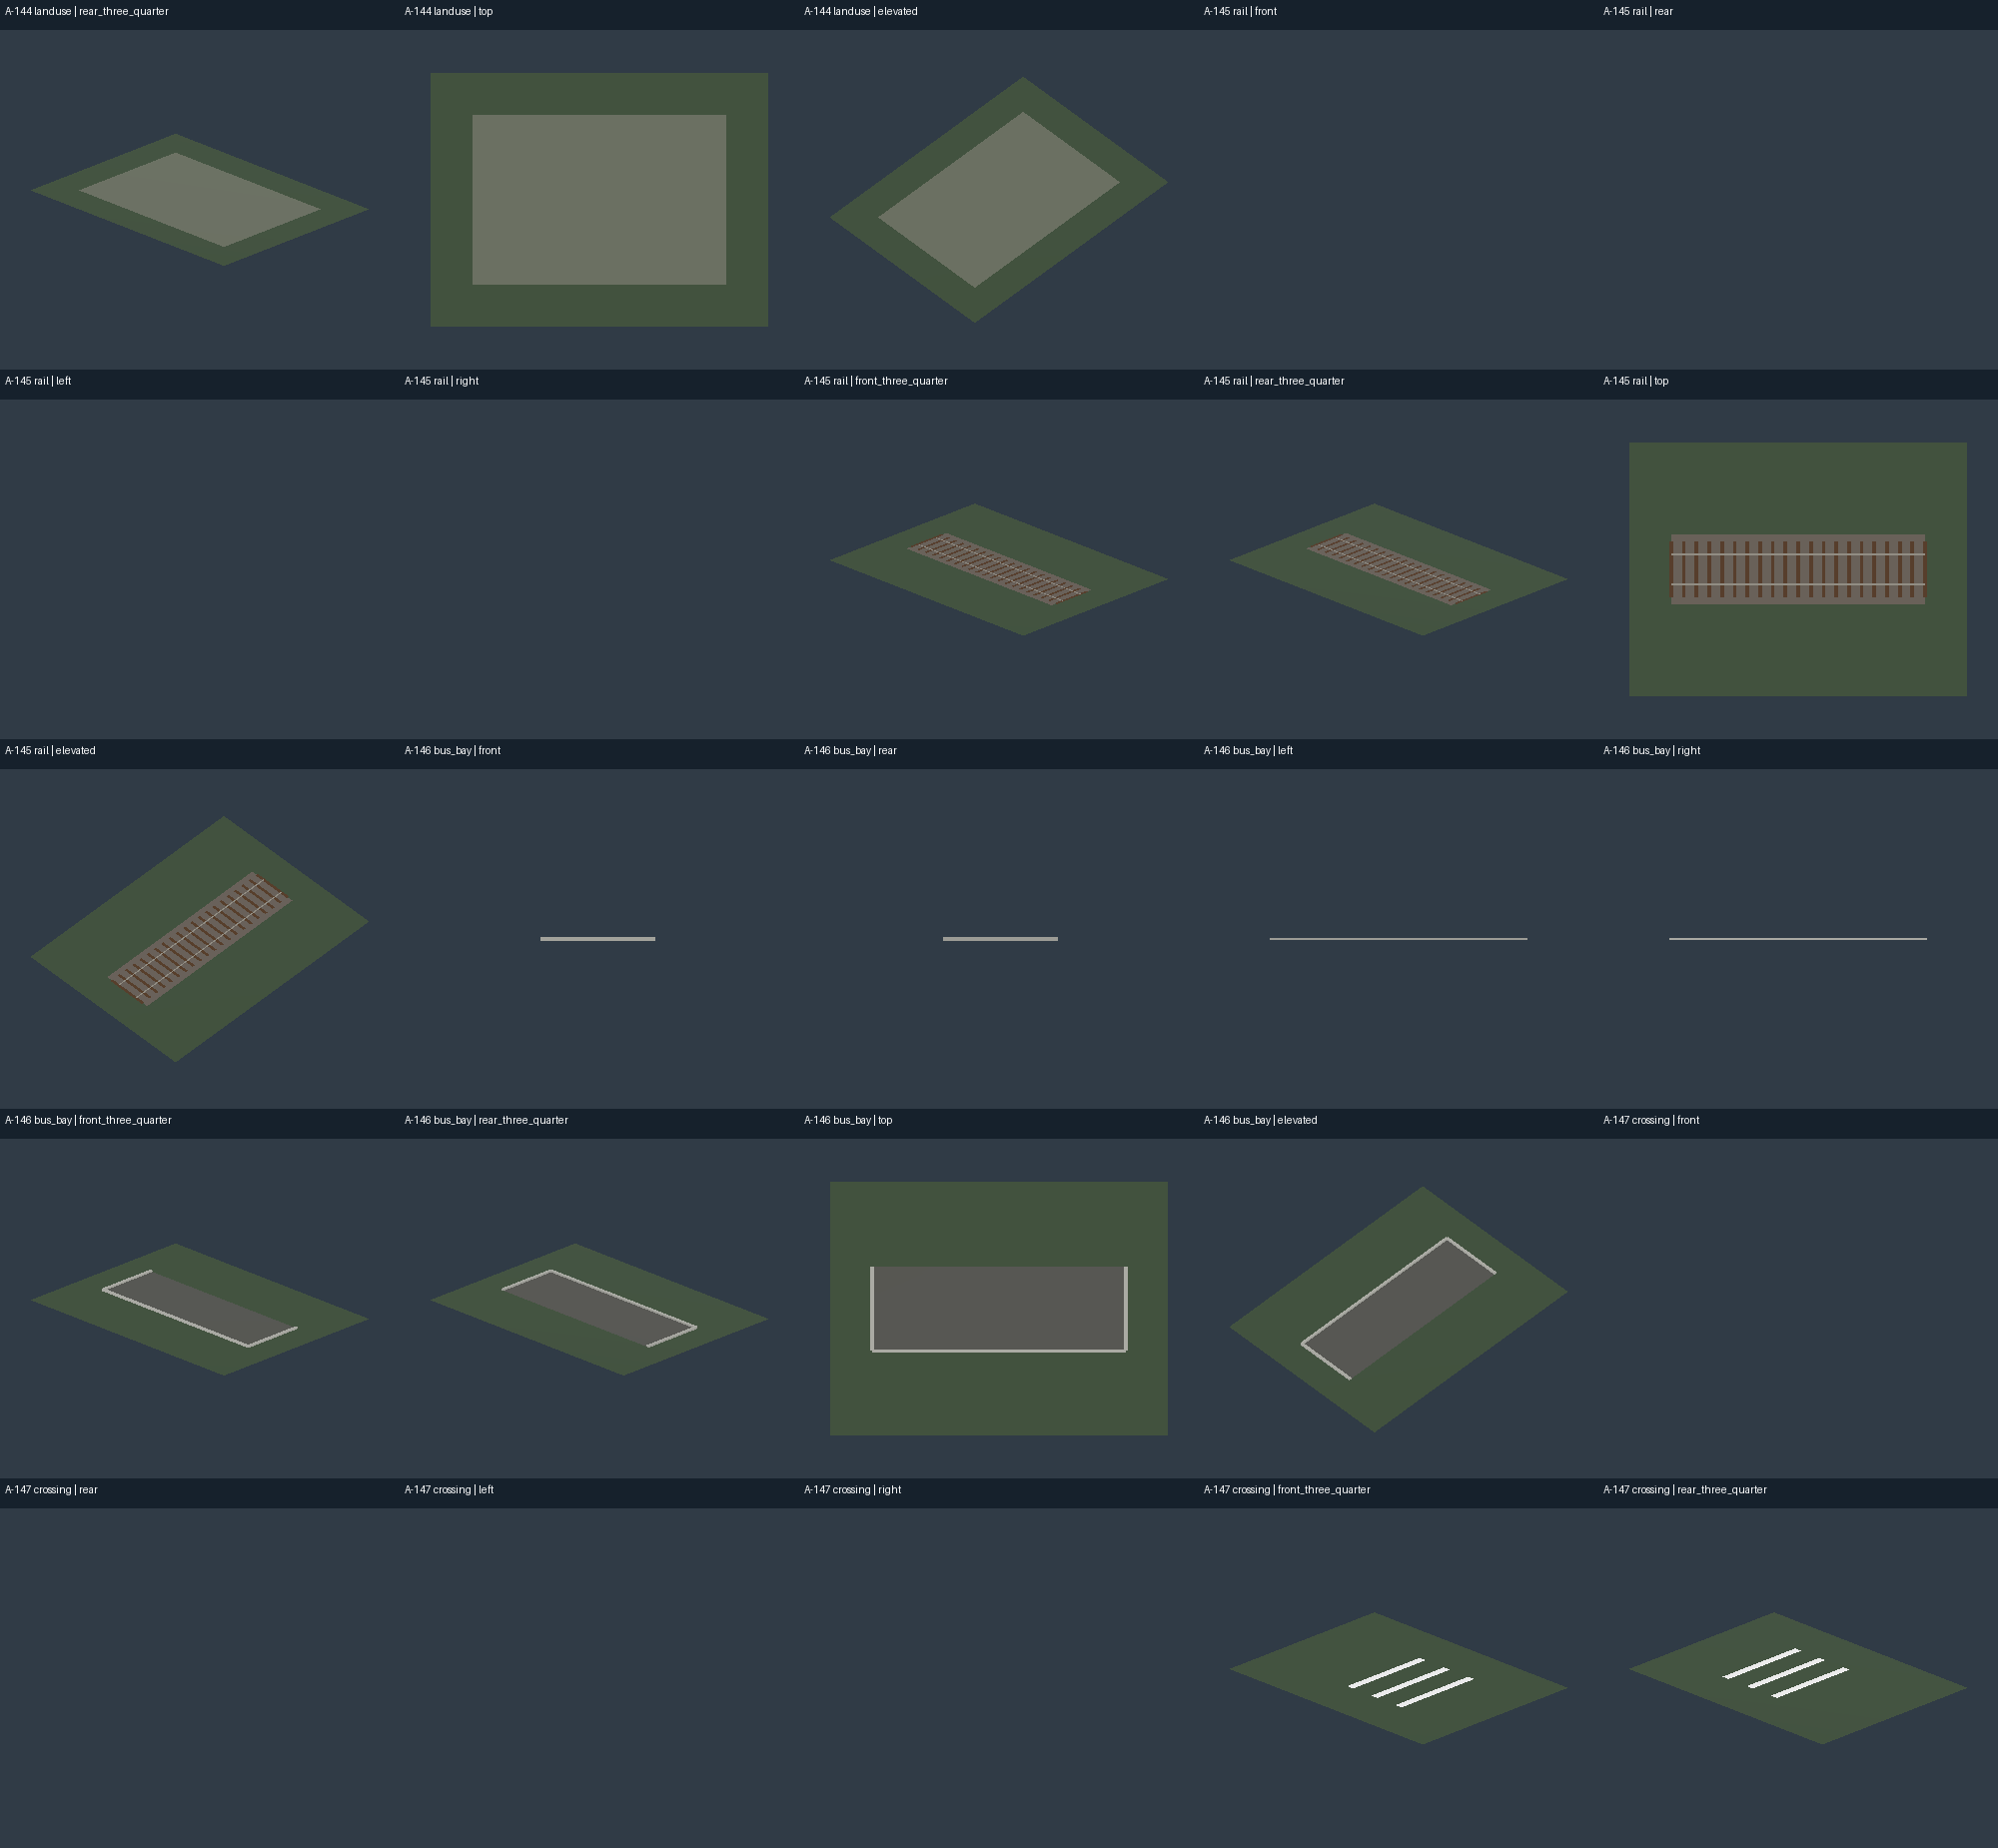 A-144 landuse | rear_three_quarter
A-144 landuse | top
A-144 landuse | elevated
A-145 rail | front
A-145 rail | rear
A-145 rail | left
A-145 rail | right
A-145 rail | front_three_quarter
A-145 rail | rear_three_quarter
A-145 rail | top
A-145 rail | elevated
A-146 bus_bay | front
A-146 bus_bay | rear
A-146 bus_bay | left
A-146 bus_bay | right
A-146 bus_bay | front_three_quarter
A-146 bus_bay | rear_three_quarter
A-146 bus_bay | top
A-146 bus_bay | elevated
A-147 crossing | front
A-147 crossing | rear
A-147 crossing | left
A-147 crossing | right
A-147 crossing | front_three_quarter
A-147 crossing | rear_three_quarter